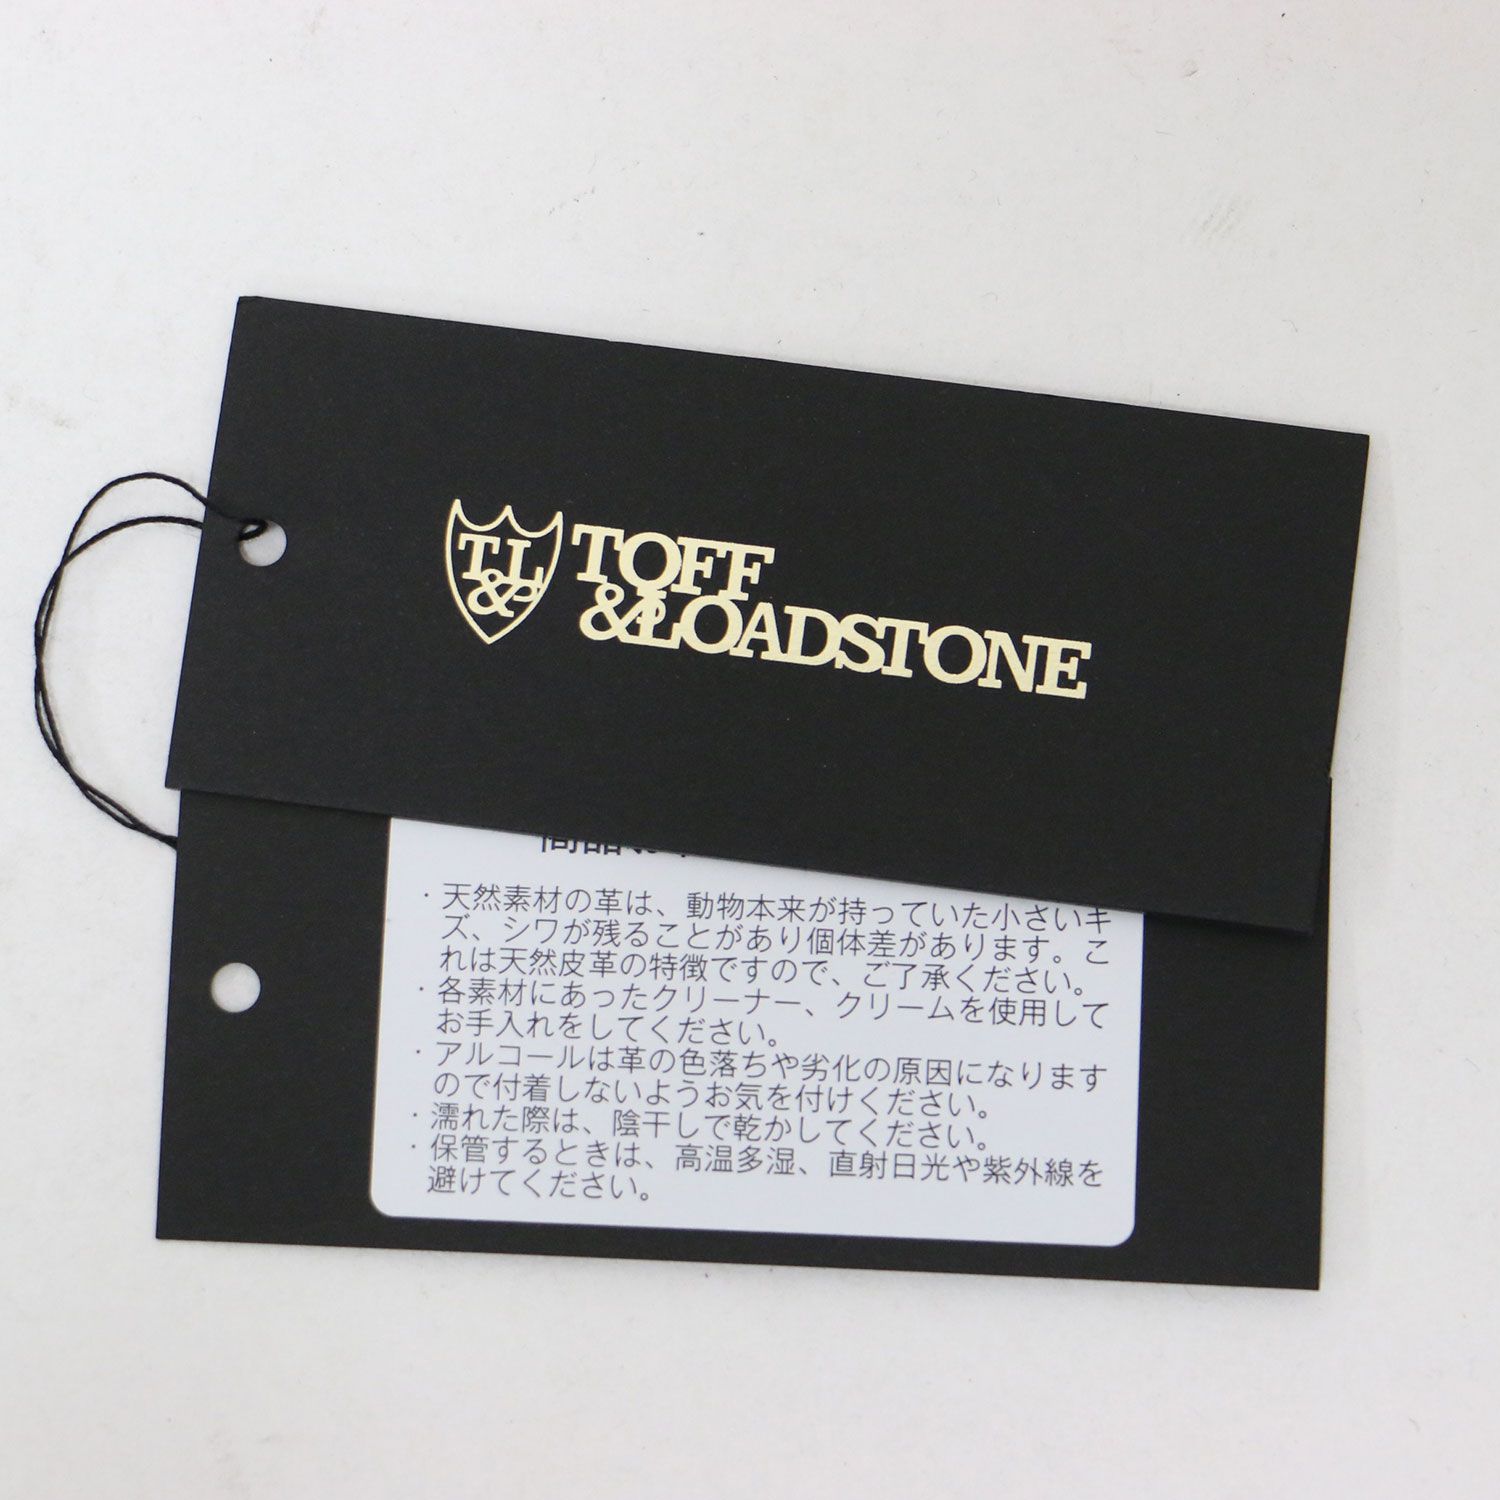 T L
&
TOFF
&LOADSTONE
商品
・天然素材の革は、動物本来が持っていた小さいキ
ズ、シワが残ることがあり個体差があります。こ
れは天然皮革の特徴ですので、ご了承ください。
・各素材にあったクリーナー、クリームを使用して
お手入れをしてください。
・アルコールは革の色落ちや劣化の原因になります
ので付着しないようお気を付けください。
・濡れた際は、陰干しで乾かしてください。
・保管するときは、高温多湿、直射日光や紫外線を
避けてください。